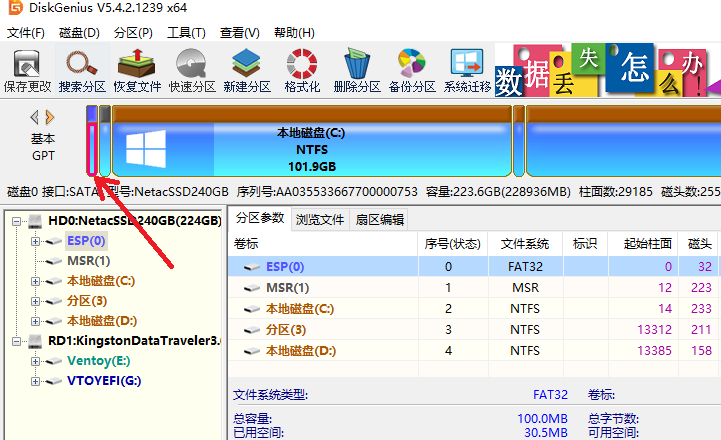 DiskGenius V5.4.2.1239 x64
文件(F) 磁盘(D) 分区(P) 工具(T) 查看(V) 帮助(H)
保存更改 搜索分区 恢复文件 快速分区 新建分区 格式化 删除分区 备份分区 系统迁移 数据丢失怎么办!
基本
GPT
本地磁盘(C:)
NTFS
101.9GB
磁盘0 接口:SATA 型号:NetacSSD240GB 序列号:AA035533667700000753 容量:223.6GB(228936MB) 柱面数:29185 磁头数:255
HD0:NetacSSD240GB(224GB)
ESP(0)
MSR(1)
本地磁盘(C:)
分区(3)
本地磁盘(D:)
RD1:KingstonDataTraveler3.
Ventoy(E:)
VTOYEFI(G:)
分区参数 浏览文件 扇区编辑
卷标 序号(状态) 文件系统 标识 起始柱面 磁头
ESP(0) 0 FAT32 0 32
MSR(1) 1 MSR 12 223
本地磁盘(C:) 2 NTFS 14 233
分区(3) 3 NTFS 13312 211
本地磁盘(D:) 4 NTFS 13385 158
文件系统类型: FAT32 卷标:
总容量: 100.0MB 总字节数:
已用空间: 30.5MB 可用空间: